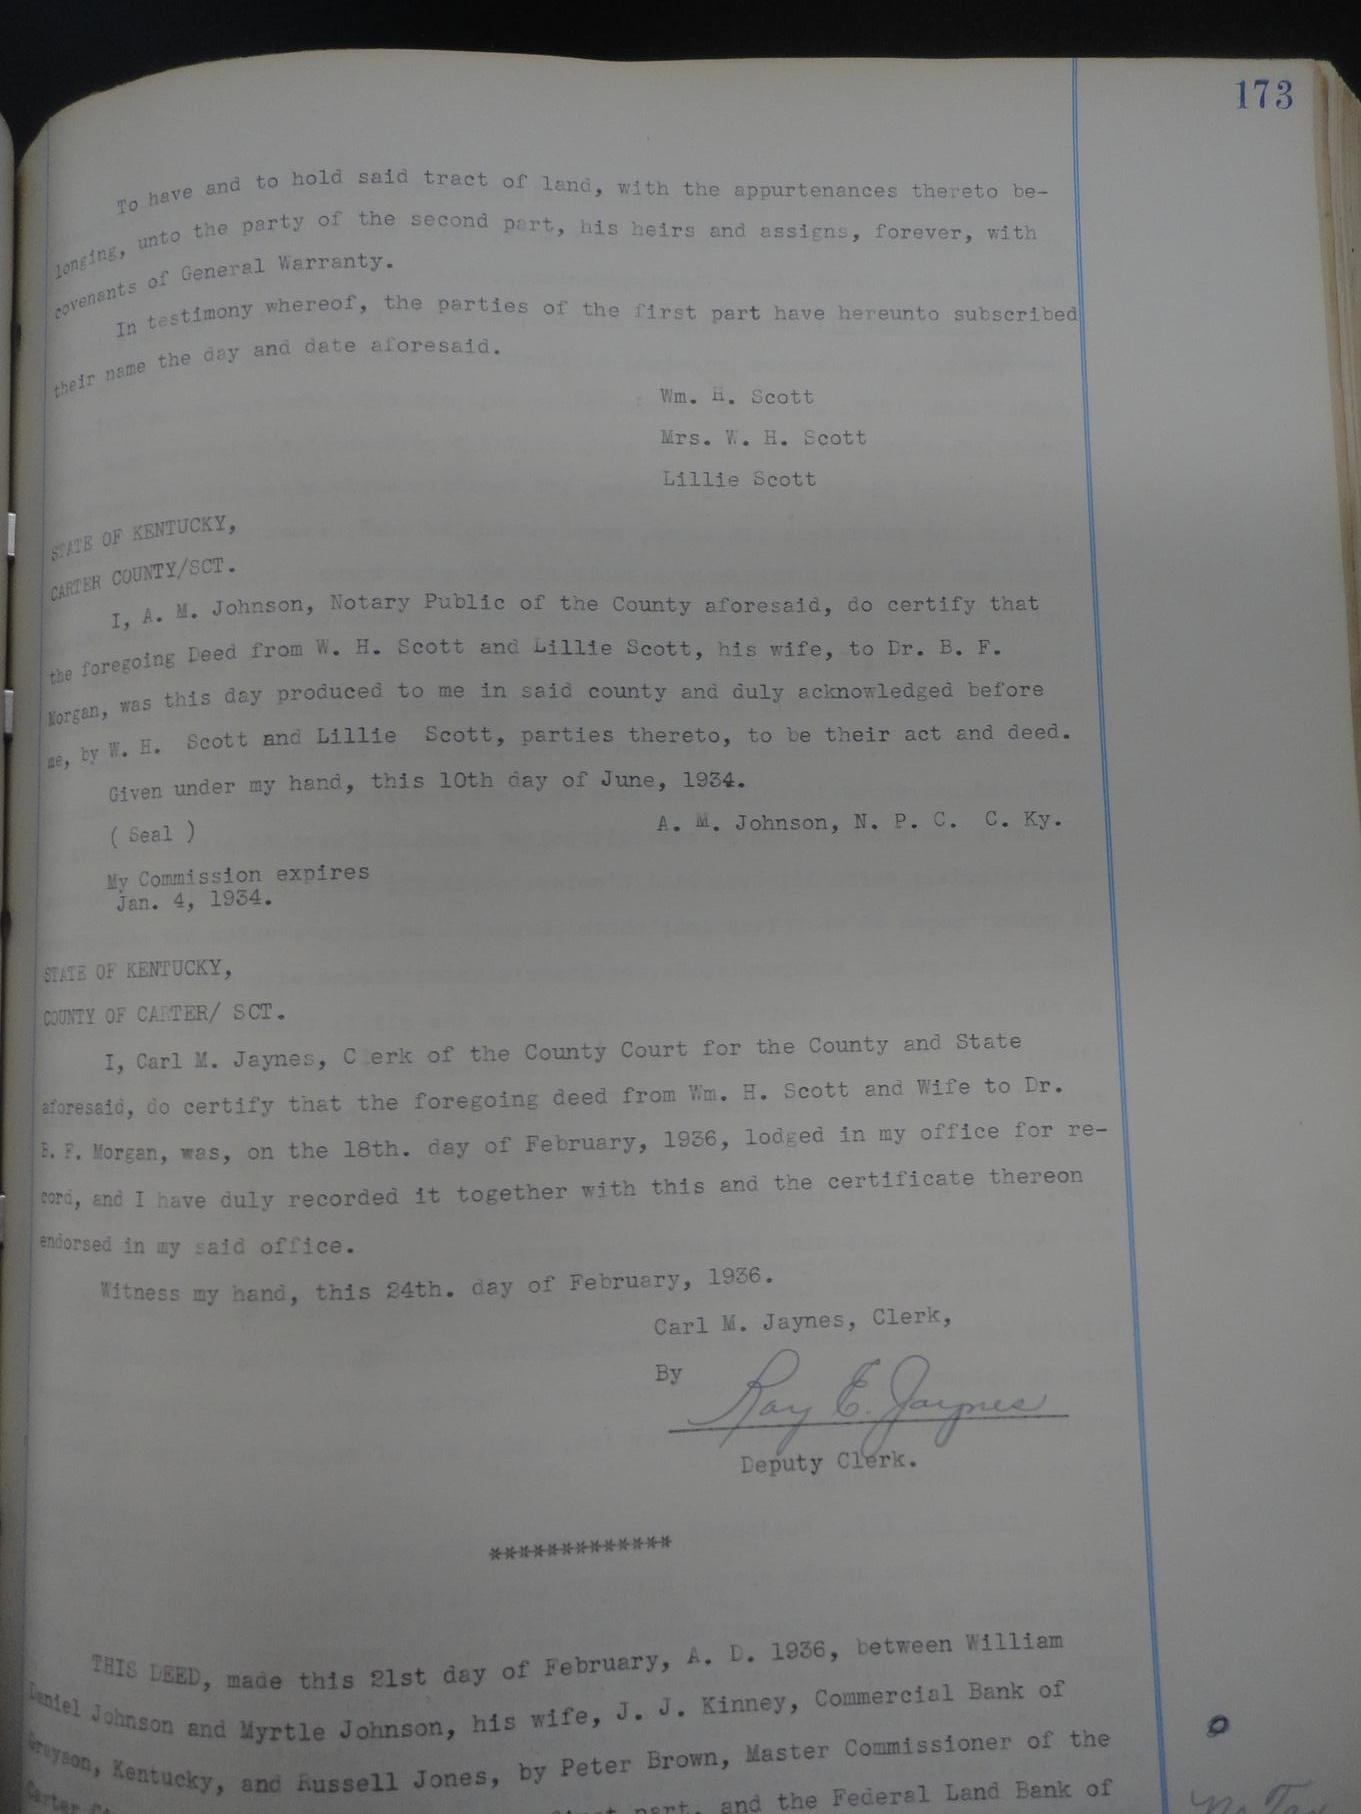 173
To have and to hold said tract of land, with the appurtenances thereto be-
longing, unto the party of the second part, his heirs and assigns, forever, with
covenants of General Warranty.
In testimony whereof, the parties of the first part have hereunto subscribed
their name the day and date aforesaid.
Wm. H. Scott
Mrs. W. H. Scott
Lillie Scott
STATE OF KENTUCKY,
CARTER COUNTY/SCT.
I, A. M. Johnson, Notary Public of the County aforesaid, do certify that
the foregoing Deed from W. H. Scott and Lillie Scott, his wife, to Dr. B. F.
Morgan, was this day produced to me in said county and duly acknowledged before
me, by W. H. Scott and Lillie Scott, parties thereto, to be their act and deed.
Given under my hand, this 10th day of June, 1934.
( Seal ) A. M. Johnson, N. P. C. C. Ky.
My Commission expires
Jan. 4, 1934.
STATE OF KENTUCKY,
COUNTY OF CARTER/ SCT.
I, Carl M. Jaynes, C erk of the County Court for the County and State
aforesaid, do certify that the foregoing deed from Wm. H. Scott and Wife to Dr.
B. F. Morgan, was, on the 18th. day of February, 1936, lodged in my office for re-
cord, and I have duly recorded it together with this and the certificate thereon
endorsed in my said office.
Witness my hand, this 24th. day of February, 1936.
Carl M. Jaynes, Clerk,
By Ray E. Jaynes
Deputy Clerk.
*************
THIS DEED, made this 21st day of February, A. D. 1936, between William
Daniel Johnson and Myrtle Johnson, his wife, J. J. Kinney, Commercial Bank of
Grayson, Kentucky, and Russell Jones, by Peter Brown, Master Commissioner of the
Carter part, and the Federal Land Bank of